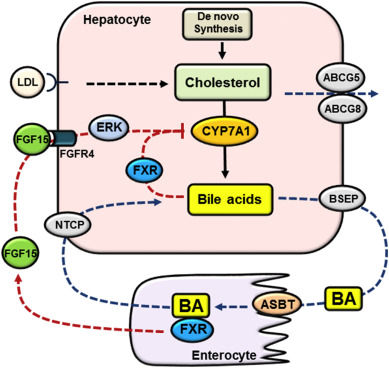 Hepatocyte
De novo
Synthesis
LDL
Cholesterol
ABCG5
ABCG8
ERK
FGF15
FGFR4
CYP7A1
FXR
Bile acids
BSEP
NTCP
FGF15
BA
ASBT
BA
FXR
Enterocyte